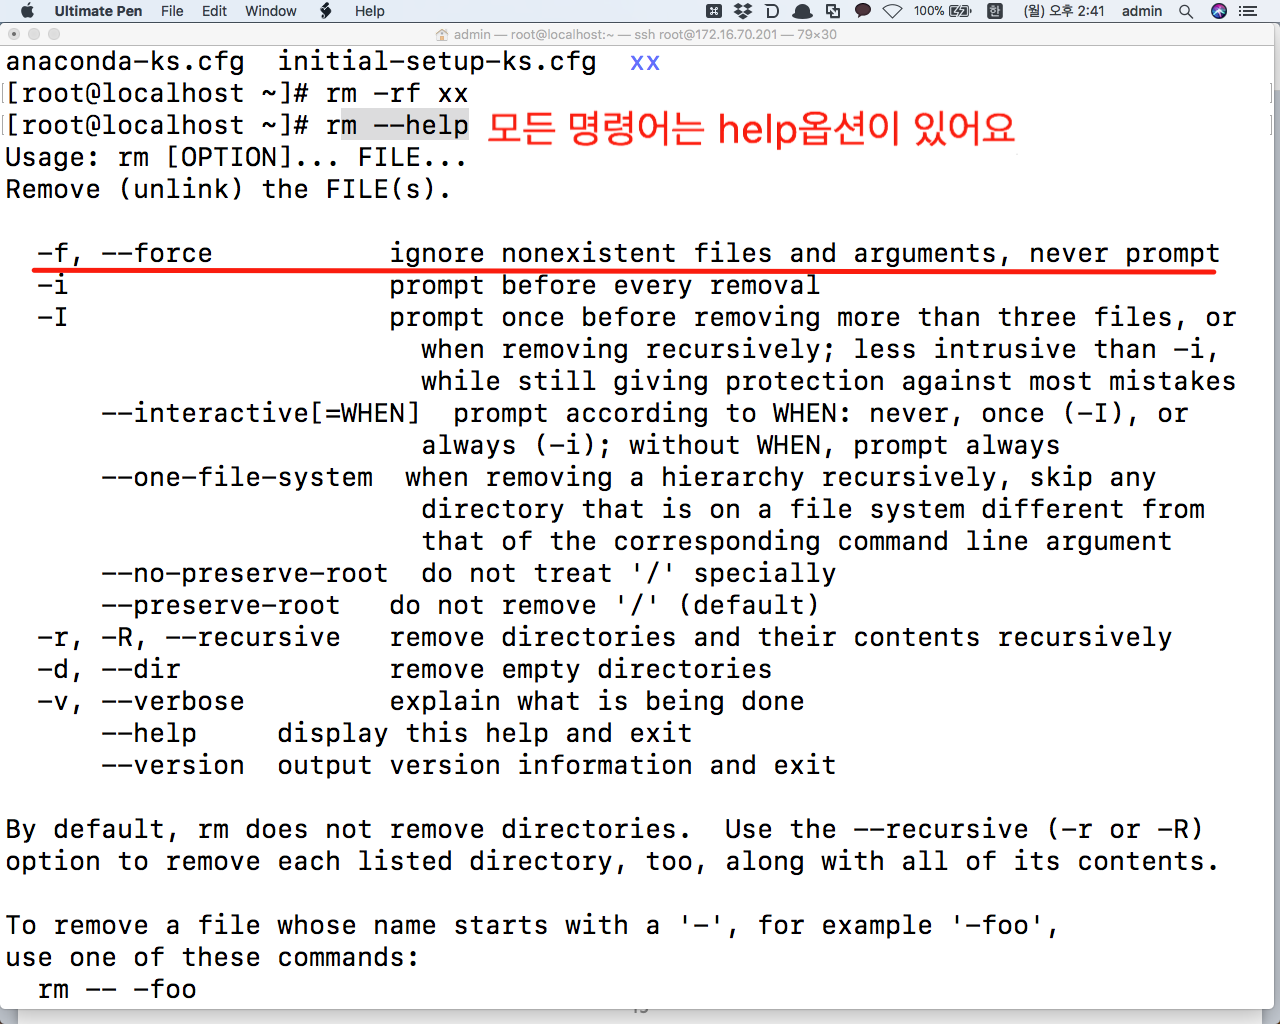 Ultimate Pen File Edit Window Help 100% 한 (월) 오후 2:41 admin
admin — root@localhost:~ — ssh root@172.16.70.201 — 79×30
anaconda-ks.cfg  initial-setup-ks.cfg  xx
[root@localhost ~]# rm -rf xx
[root@localhost ~]# rm --help 모든 명령어는 help옵션이 있어요
Usage: rm [OPTION]... FILE...
Remove (unlink) the FILE(s).
-f, --force           ignore nonexistent files and arguments, never prompt
-i                    prompt before every removal
-I                    prompt once before removing more than three files, or
when removing recursively; less intrusive than -i,
while still giving protection against most mistakes
--interactive[=WHEN]  prompt according to WHEN: never, once (-I), or
always (-i); without WHEN, prompt always
--one-file-system  when removing a hierarchy recursively, skip any
directory that is on a file system different from
that of the corresponding command line argument
--no-preserve-root  do not treat '/' specially
--preserve-root   do not remove '/' (default)
-r, -R, --recursive   remove directories and their contents recursively
-d, --dir             remove empty directories
-v, --verbose         explain what is being done
--help     display this help and exit
--version  output version information and exit
By default, rm does not remove directories.  Use the --recursive (-r or -R)
option to remove each listed directory, too, along with all of its contents.
To remove a file whose name starts with a '-', for example '-foo',
use one of these commands:
rm -- -foo